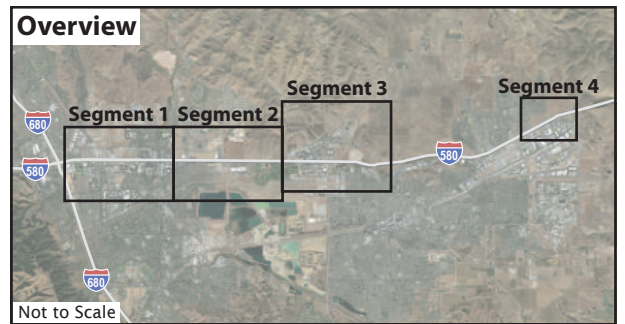 Overview
Segment 3
Segment 4
Segment 1
Segment 2
680
580
580
680
Not to Scale